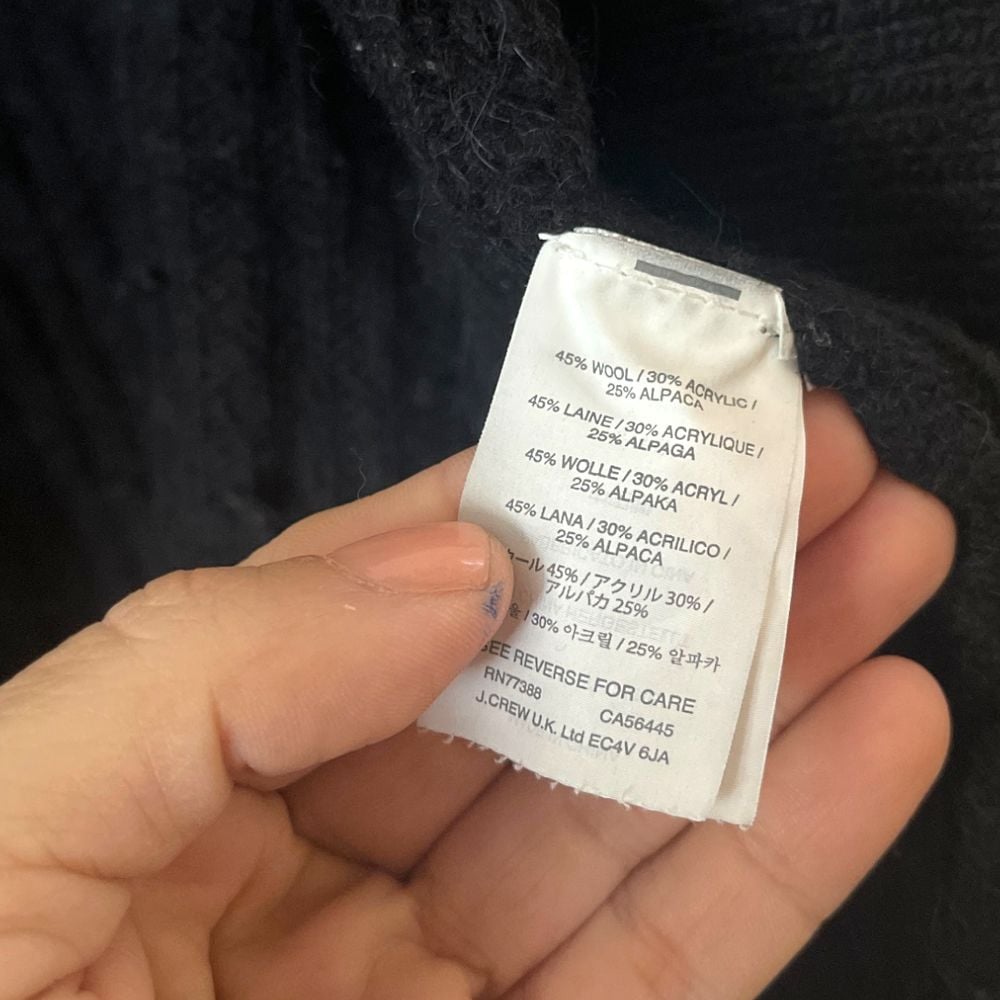 45% WOOL / 30% ACRYLIC /
25% ALPACA
45% LAINE / 30% ACRYLIQUE /
25% ALPAGA
45% WOLLE / 30% ACRYL /
25% ALPAKA
45% LANA / 30% ACRILICO /
25% ALPACA
45% / アクリル 30% /
アルパカ 25%
/ 30% 아크릴 / 25% 알파카
SEE REVERSE FOR CARE
RN77388 CA56445
J.CREW U.K. Ltd EC4V 6JA